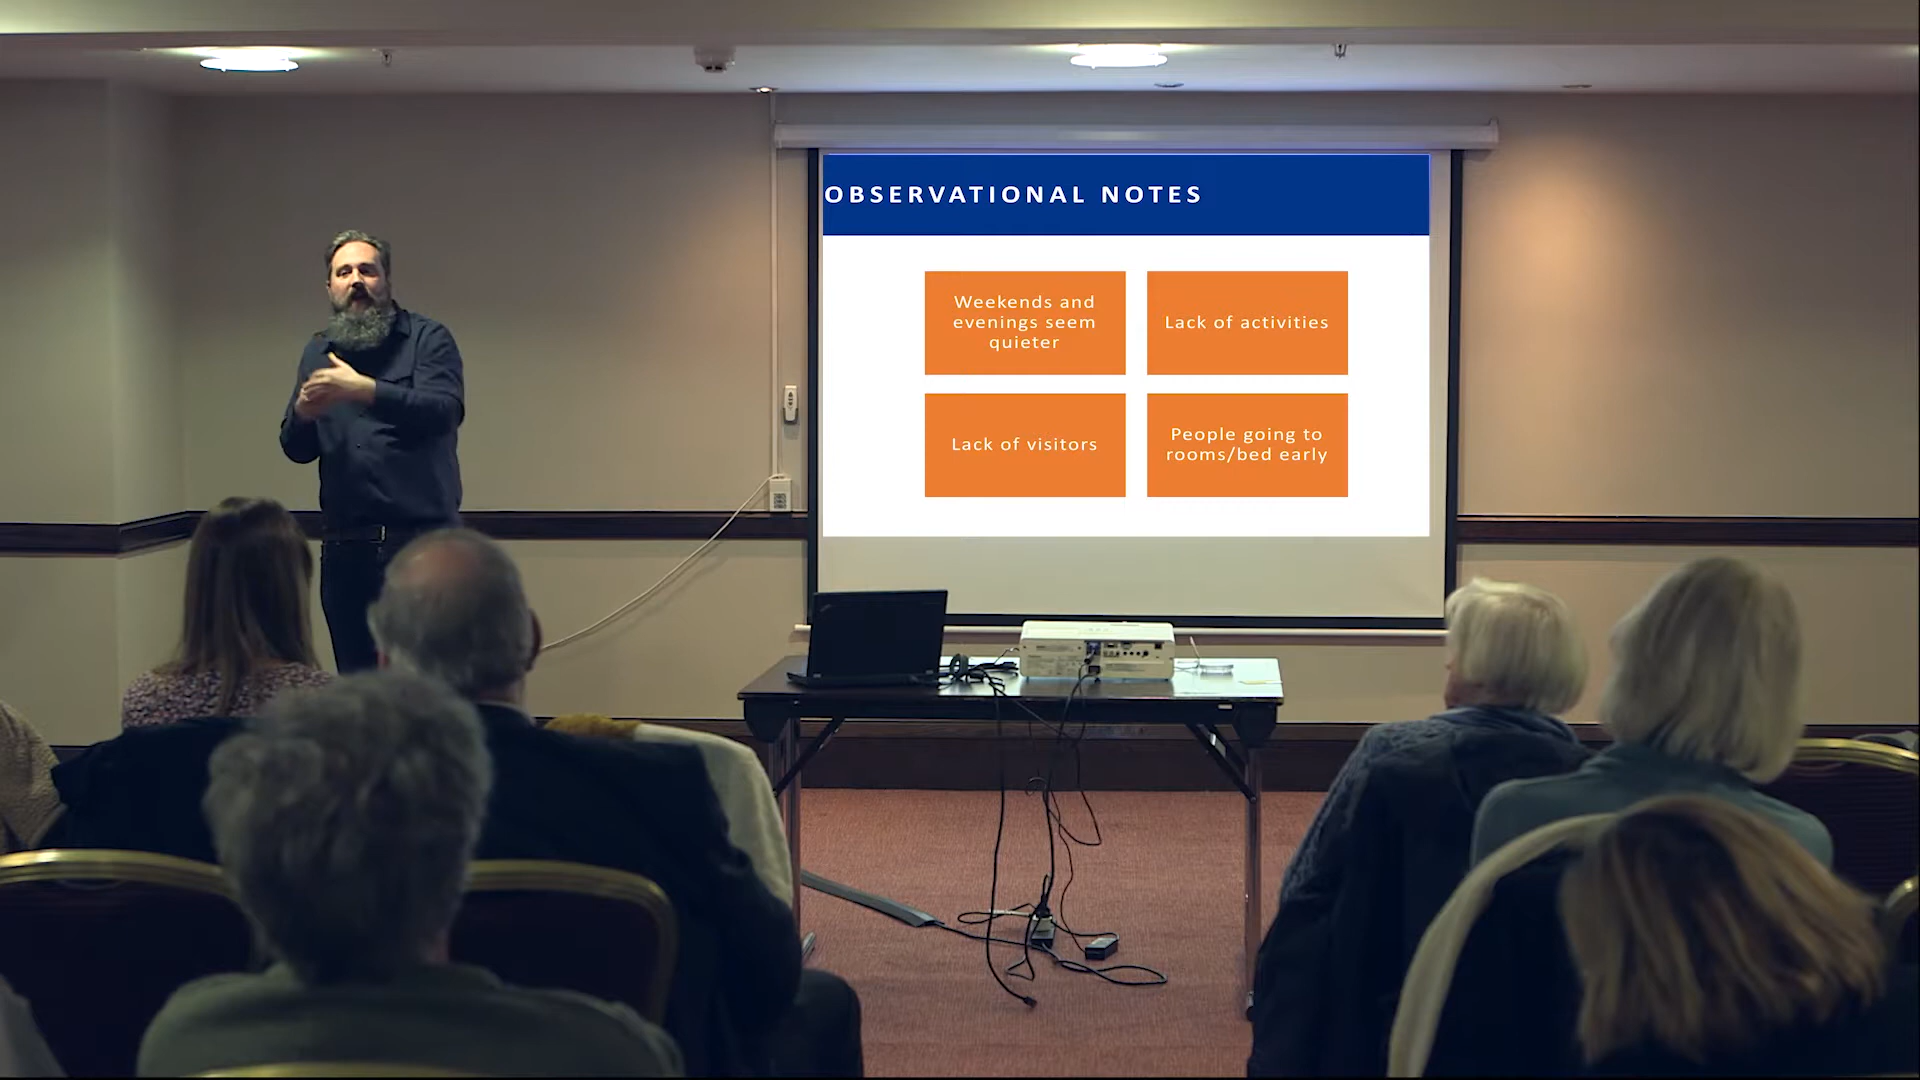 OBSERVATIONAL NOTES
Weekends and
evenings seem
quieter
Lack of activities
Lack of visitors
People going to
rooms/bed early